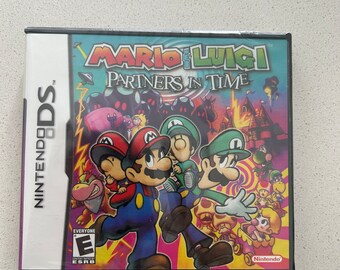 MARIO & LUIGI
PARTNERS IN TIME
NINTENDO DS
EVERYONE
E
ESRB
Nintendo